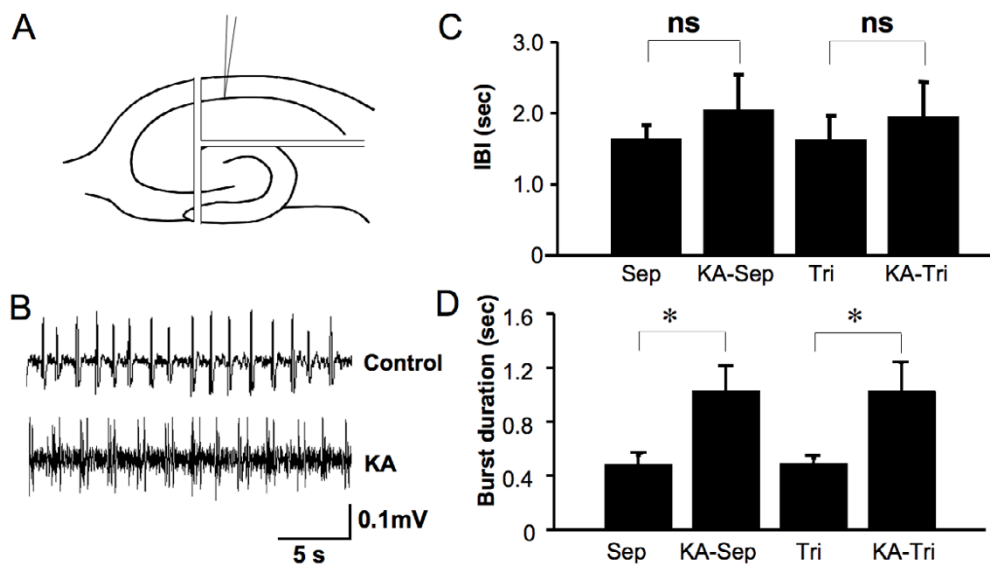 A
B
Control
KA
0.1mV
5 s
C
ns ns
IBI (sec)
3.0
2.0
1.0
0
Sep KA-Sep Tri KA-Tri
D
* *
Burst duration (sec)
1.6
1.2
0.8
0.4
0
Sep KA-Sep Tri KA-Tri